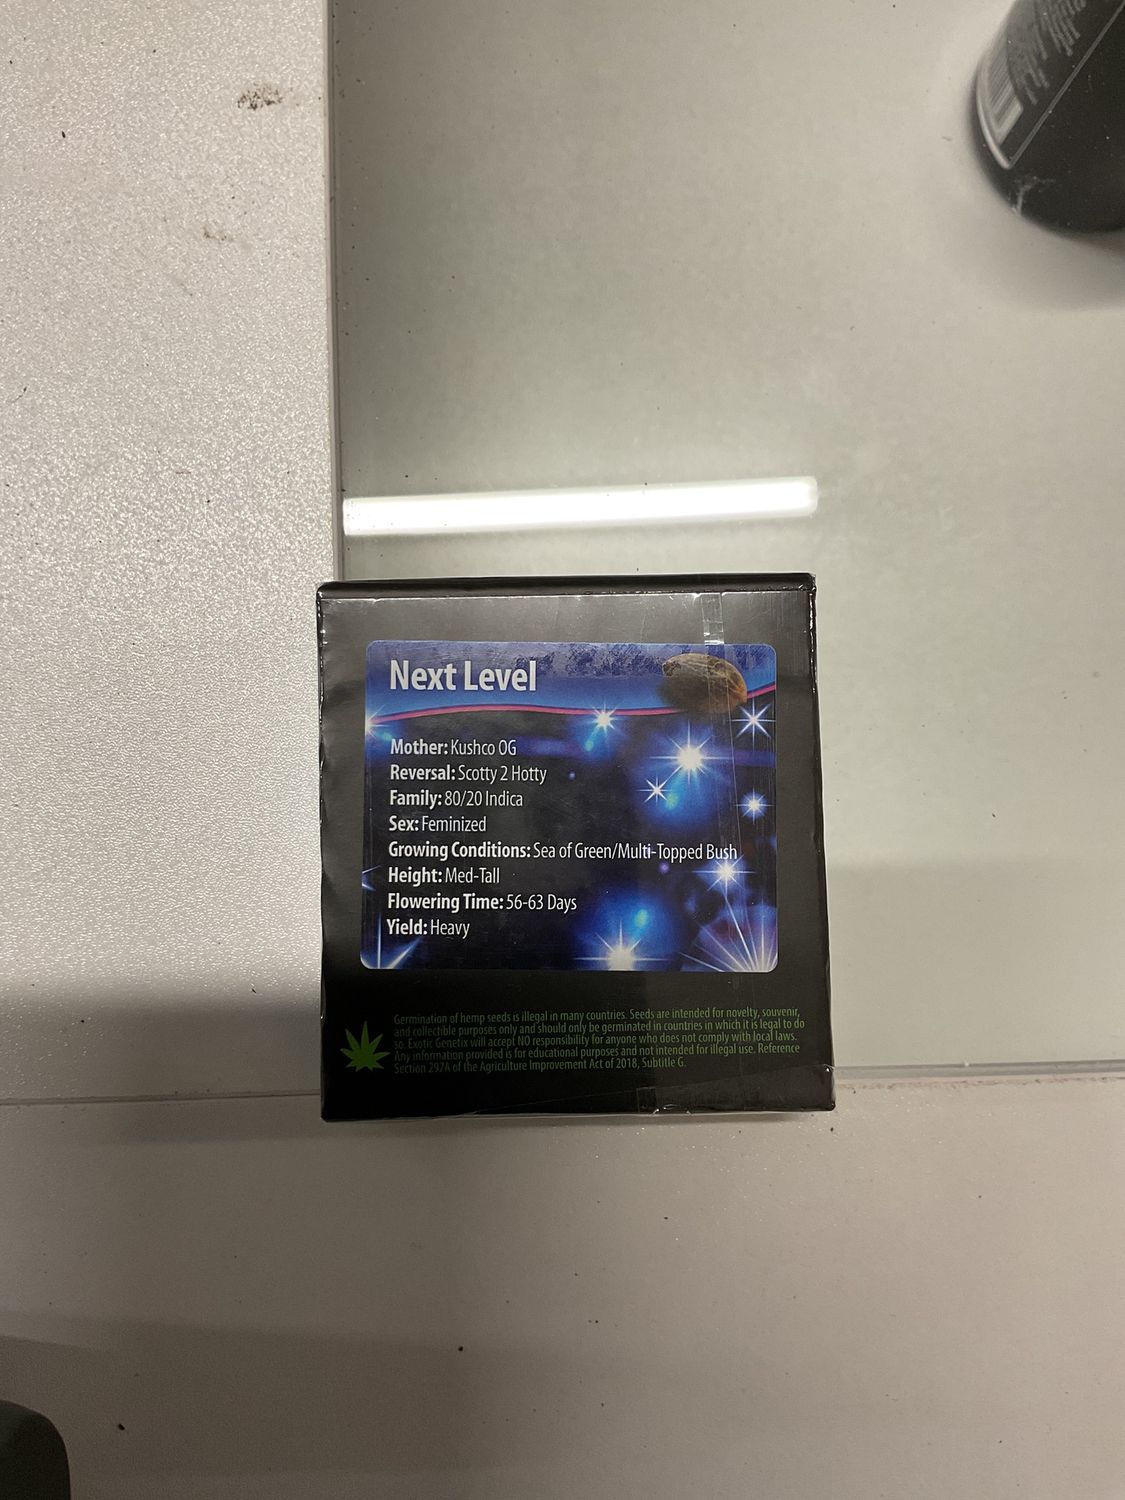 Next Level
Mother: Kushco OG
Reversal: Scotty 2 Hotty
Family: 80/20 Indica
Sex: Feminized
Growing Conditions: Sea of Green/Multi-Topped Bush
Height: Med-Tall
Flowering Time: 56-63 Days
Yield: Heavy
Germination of hemp seeds is illegal in many countries. Seeds are intended for novelty, souvenir,
and collectible purposes only and should only be germinated in countries in which it is legal to do
so. Exotic Genetix will accept NO responsibility for anyone who does not comply with local laws.
Any information provided is for educational purposes and not intended for illegal use. Reference
Section 297A of the Agriculture Improvement Act of 2018, Subtitle G.